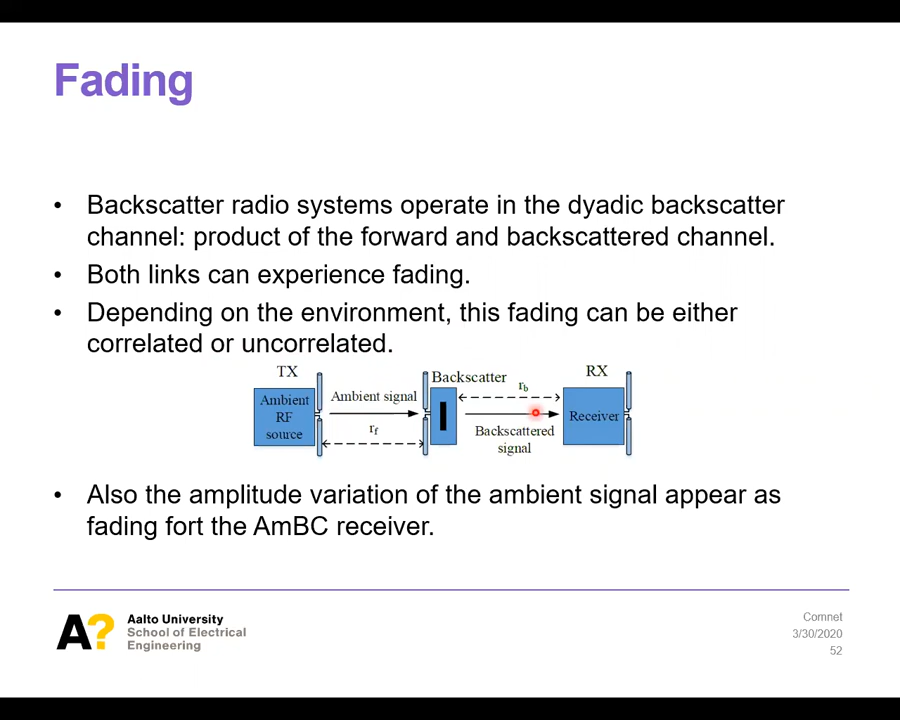 Fading
• Backscatter radio systems operate in the dyadic backscatter
channel: product of the forward and backscattered channel.
• Both links can experience fading.
• Depending on the environment, this fading can be either
correlated or uncorrelated.
TX
Backscatter
RX
Ambient
RF
source
Ambient signal
rf
rb
Backscattered
signal
Receiver
• Also the amplitude variation of the ambient signal appear as
fading fort the AmBC receiver.
A?
Aalto University
School of Electrical
Engineering
Comnet
3/30/2020
52